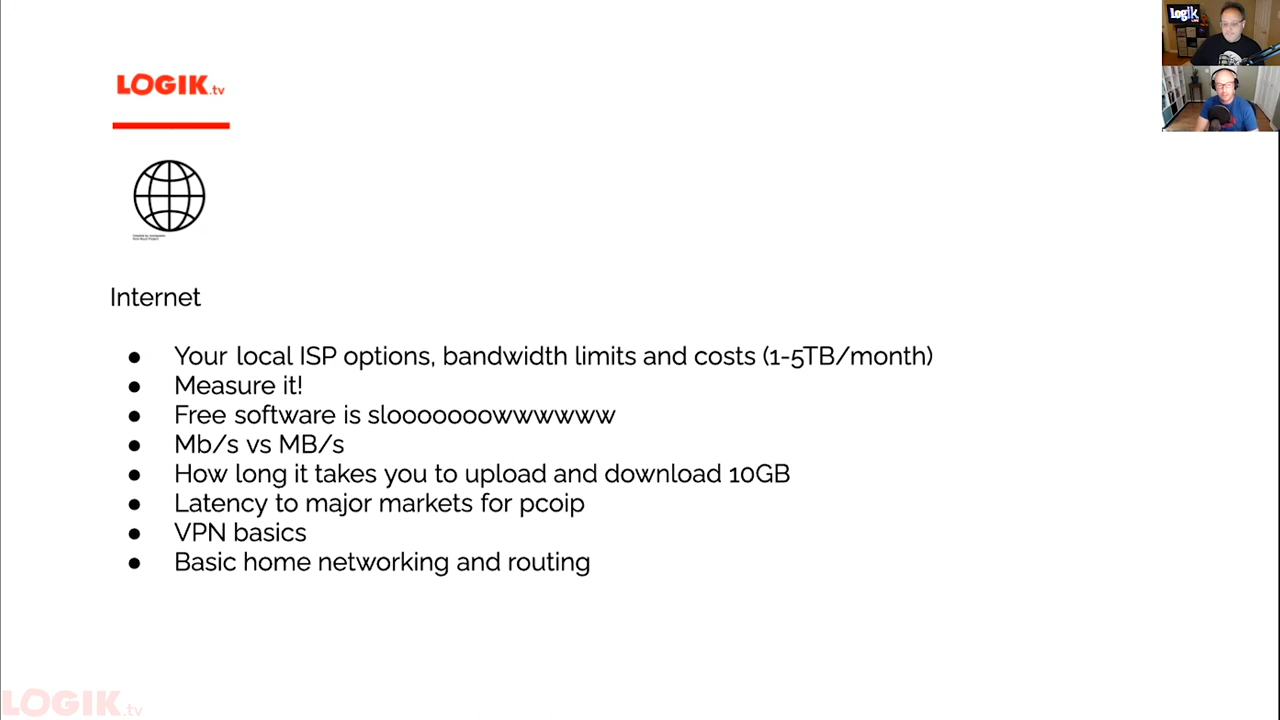 LOGIK.tv
Internet
● Your local ISP options, bandwidth limits and costs (1-5TB/month)
● Measure it!
● Free software is slooooooowwwwww
● Mb/s vs MB/s
● How long it takes you to upload and download 10GB
● Latency to major markets for pcoip
● VPN basics
● Basic home networking and routing
LOGIK.tv
Logik